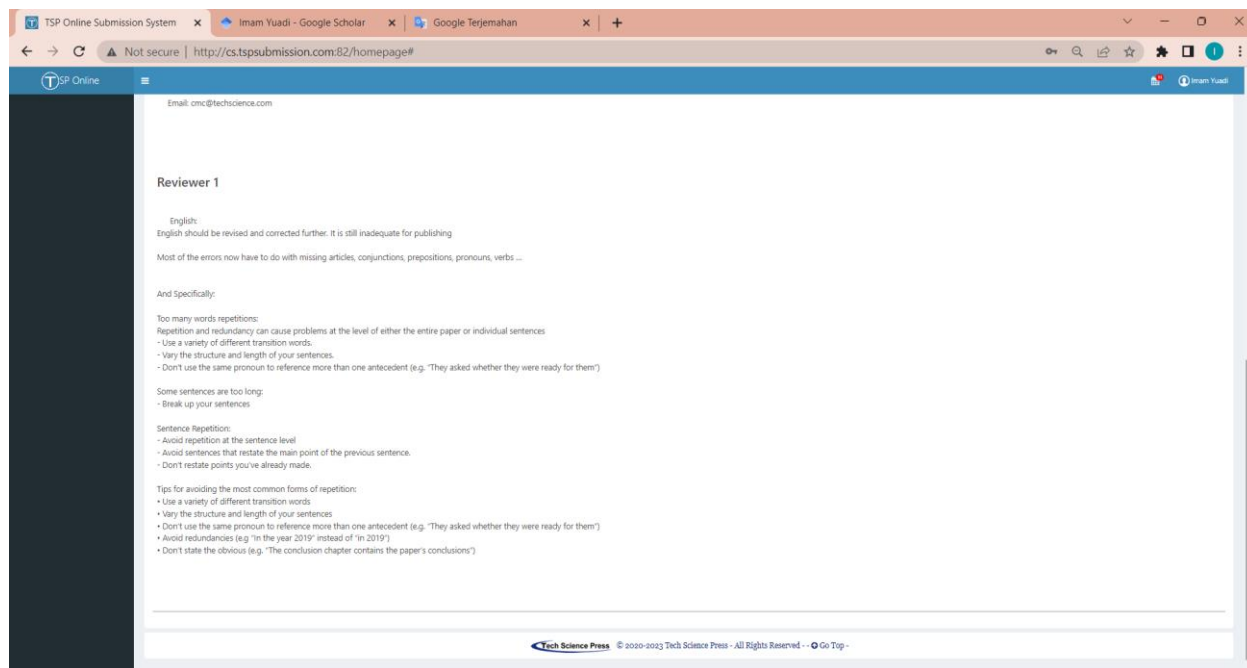 TSP Online Submission System
Imam Yuadi - Google Scholar
Google Terjemahan
Not secure | http://cs.tspsubmission.com:82/homepage#
I
TSP Online
Imam Yuadi
Email: cmc@techscience.com
Reviewer 1
English:
English should be revised and corrected further. It is still inadequate for publishing
Most of the errors now have to do with missing articles, conjunctions, prepositions, pronouns, verbs ...
And Specifically:
Too many words repetitions:
Repetition and redundancy can cause problems at the level of either the entire paper or individual sentences
- Use a variety of different transition words.
- Vary the structure and length of your sentences.
- Don't use the same pronoun to reference more than one antecedent (e.g. "They asked whether they were ready for them")
Some sentences are too long:
- Break up your sentences
Sentence Repetition:
- Avoid repetition at the sentence level
- Avoid sentences that restate the main point of the previous sentence.
- Don't restate points you've already made.
Tips for avoiding the most common forms of repetition:
• Use a variety of different transition words
• Vary the structure and length of your sentences
• Don't use the same pronoun to reference more than one antecedent (e.g. "They asked whether they were ready for them")
• Avoid redundancies (e.g "In the year 2019" instead of "in 2019")
• Don't state the obvious (e.g. "The conclusion chapter contains the paper's conclusions")
Tech Science Press © 2020-2023 Tech Science Press - All Rights Reserved - - Go Top -